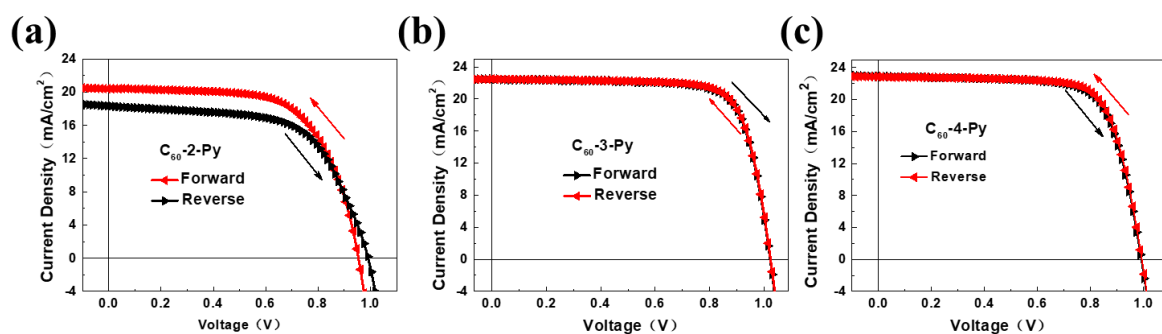 (a)
24
20
16
12
8
4
0
-4
Current Density（mA/cm²）
C₆₀-2-Py
Forward
Reverse
0.0
0.2
0.4
0.6
0.8
1.0
Voltage（V）
(b)
24
20
16
12
8
4
0
-4
Current Density（mA/cm²）
C₆₀-3-Py
Forward
Reverse
0.0
0.2
0.4
0.6
0.8
1.0
Voltage（V）
(c)
24
20
16
12
8
4
0
-4
Current Density（mA/cm²）
C₆₀-4-Py
Forward
Reverse
0.0
0.2
0.4
0.6
0.8
1.0
Voltage（V）